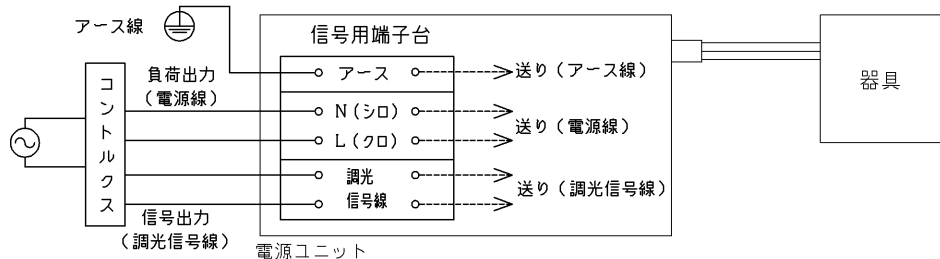 アース線
信号用端子台
アース
送り(アース線)
コントルクス
負荷出力
(電源線)
N(シロ)
L(クロ)
送り(電源線)
調光
信号線
送り(調光信号線)
信号出力
(調光信号線)
電源ユニット
器具